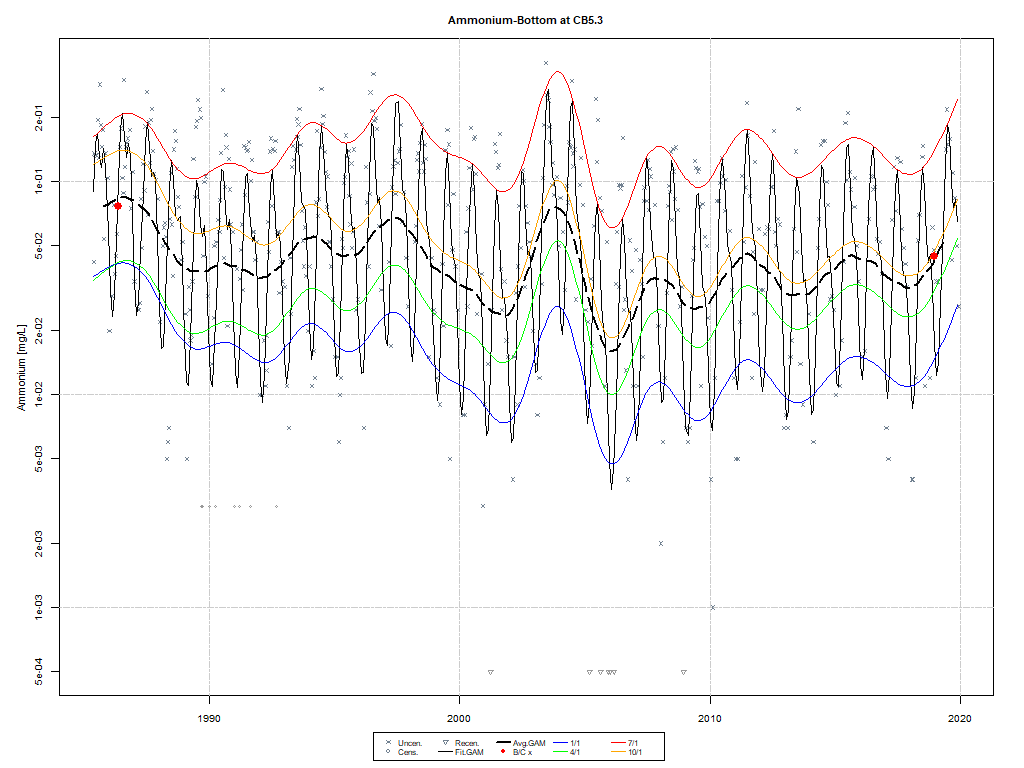 Ammonium-Bottom at CB5.3
Ammonium [mg/L]
2e-01
1e-01
5e-02
2e-02
1e-02
5e-03
2e-03
1e-03
5e-04
1990
2000
2010
2020
Uncen. Recen. Avg.GAM 1/1 7/1
Cens. Fit.GAM B/C x 4/1 10/1